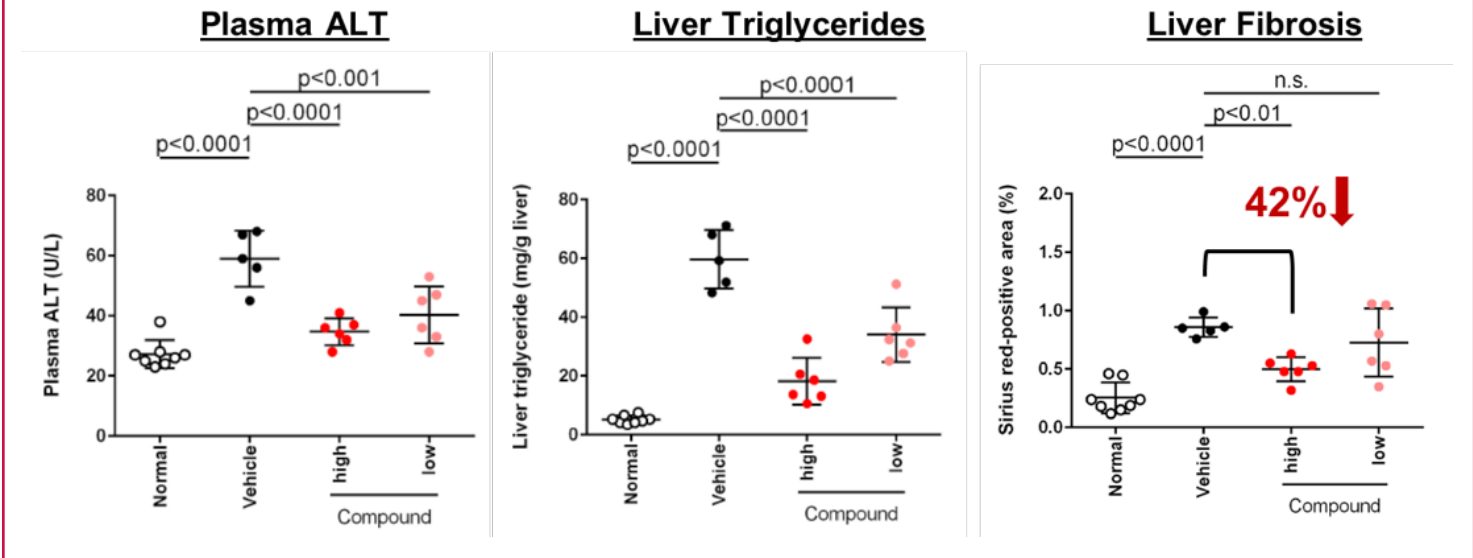 Plasma ALT
p<0.001
p<0.0001
p<0.0001
Plasma ALT (U/L)
80
60
40
20
0
Normal
Vehicle
high
low
Compound
Liver Triglycerides
p<0.0001
p<0.0001
p<0.0001
Liver triglyceride (mg/g liver)
80
60
40
20
0
Normal
Vehicle
high
low
Compound
Liver Fibrosis
n.s.
p<0.01
p<0.0001
42%
Sirius red-positive area (%)
2.0
1.5
1.0
0.5
0.0
Normal
Vehicle
high
low
Compound